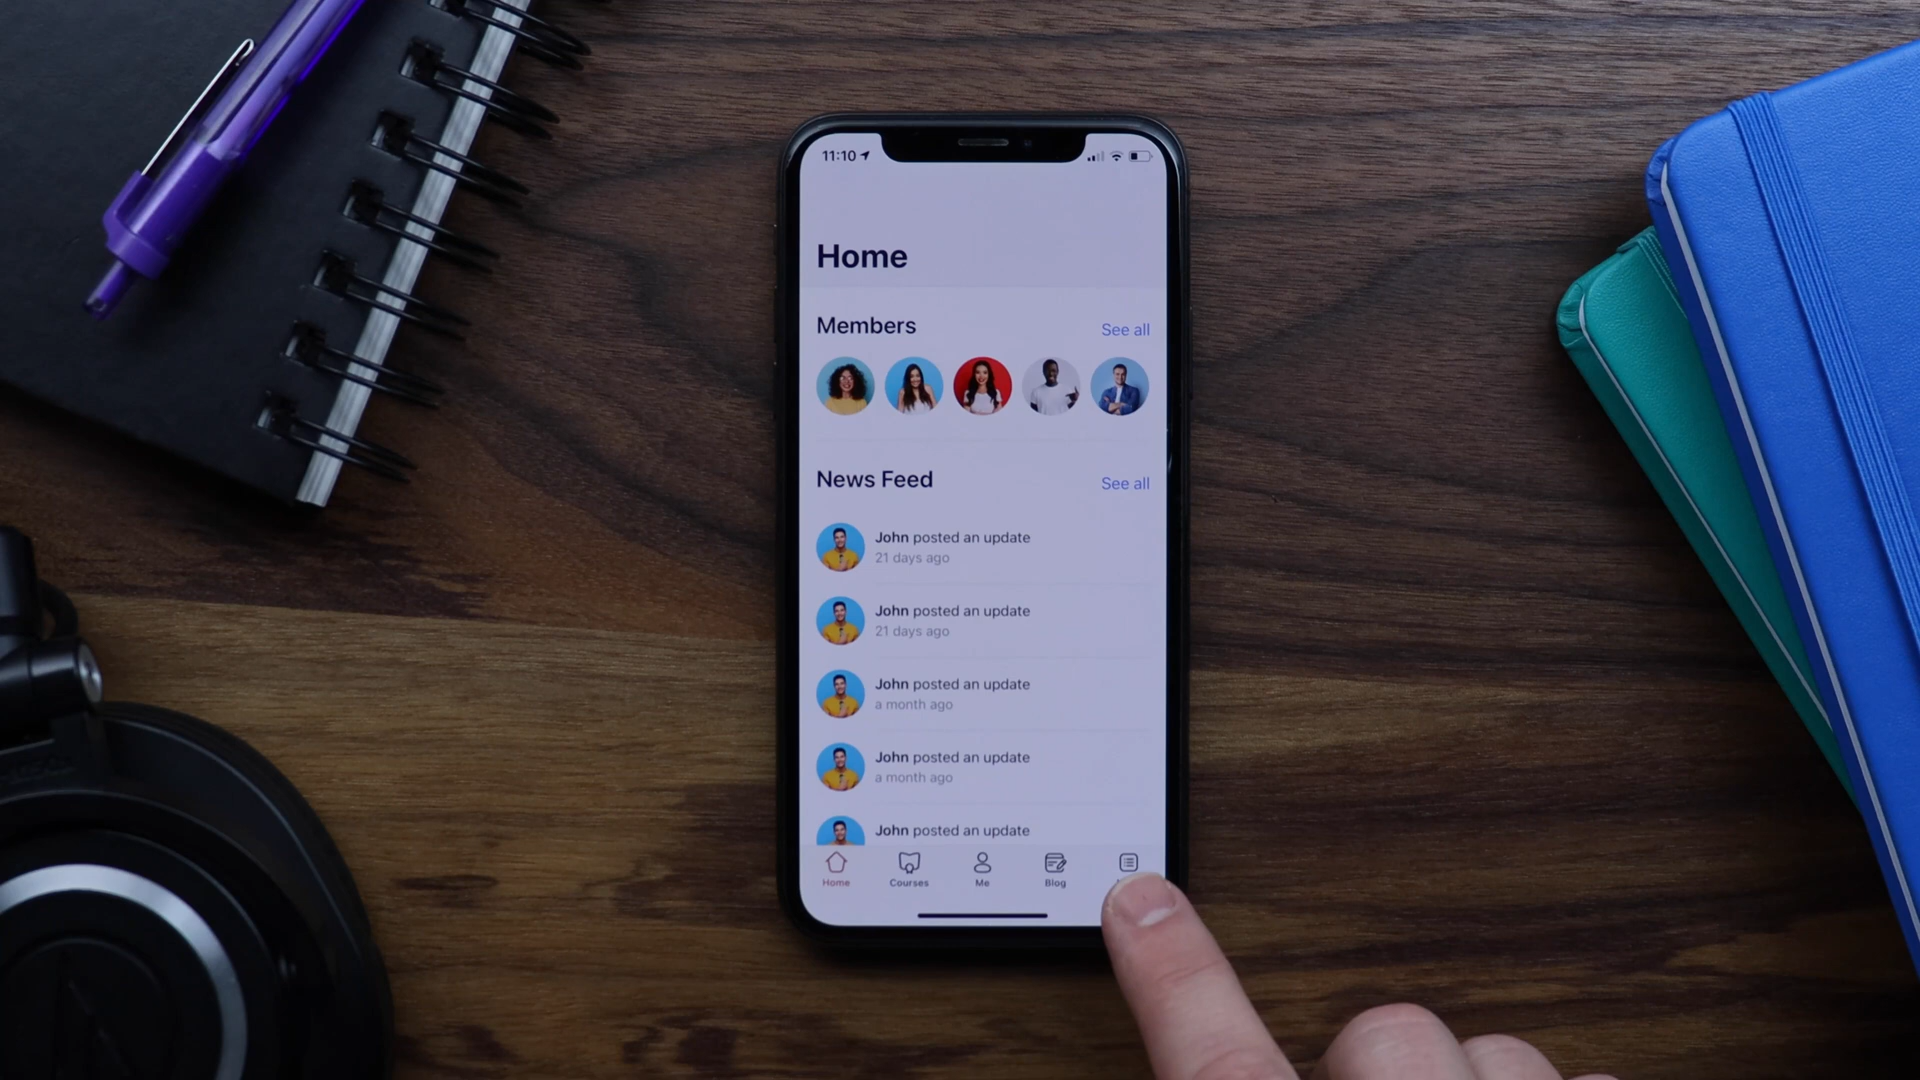 11:10
Home
Members See all
News Feed See all
John posted an update
21 days ago
John posted an update
21 days ago
John posted an update
a month ago
John posted an update
a month ago
John posted an update
Home Courses Me Blog